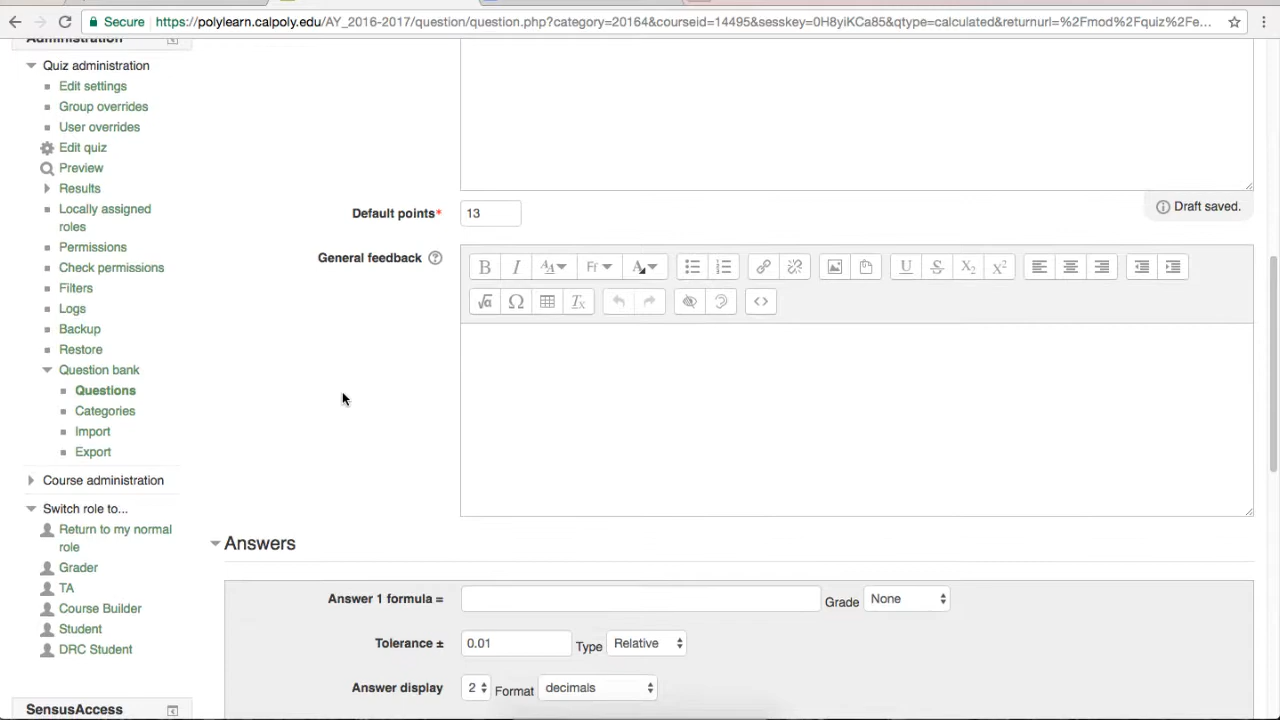 Secure https://polylearn.calpoly.edu/AY_2016-2017/question/question.php?category=20164&courseid=14495&sesskey=0H8yiKCa85&qtype=calculated&returnurl=%2Fmod%2Fquiz%2Fe...
Administration
Quiz administration
Edit settings
Group overrides
User overrides
Edit quiz
Preview
Results
Locally assigned
roles
Permissions
Check permissions
Filters
Logs
Backup
Restore
Question bank
Questions
Categories
Import
Export
Course administration
Switch role to...
Return to my normal
role
Grader
TA
Course Builder
Student
DRC Student
SensusAccess
Default points* 13
Draft saved.
General feedback
Answers
Answer 1 formula = Grade None
Tolerance ± 0.01 Type Relative
Answer display 2 Format decimals